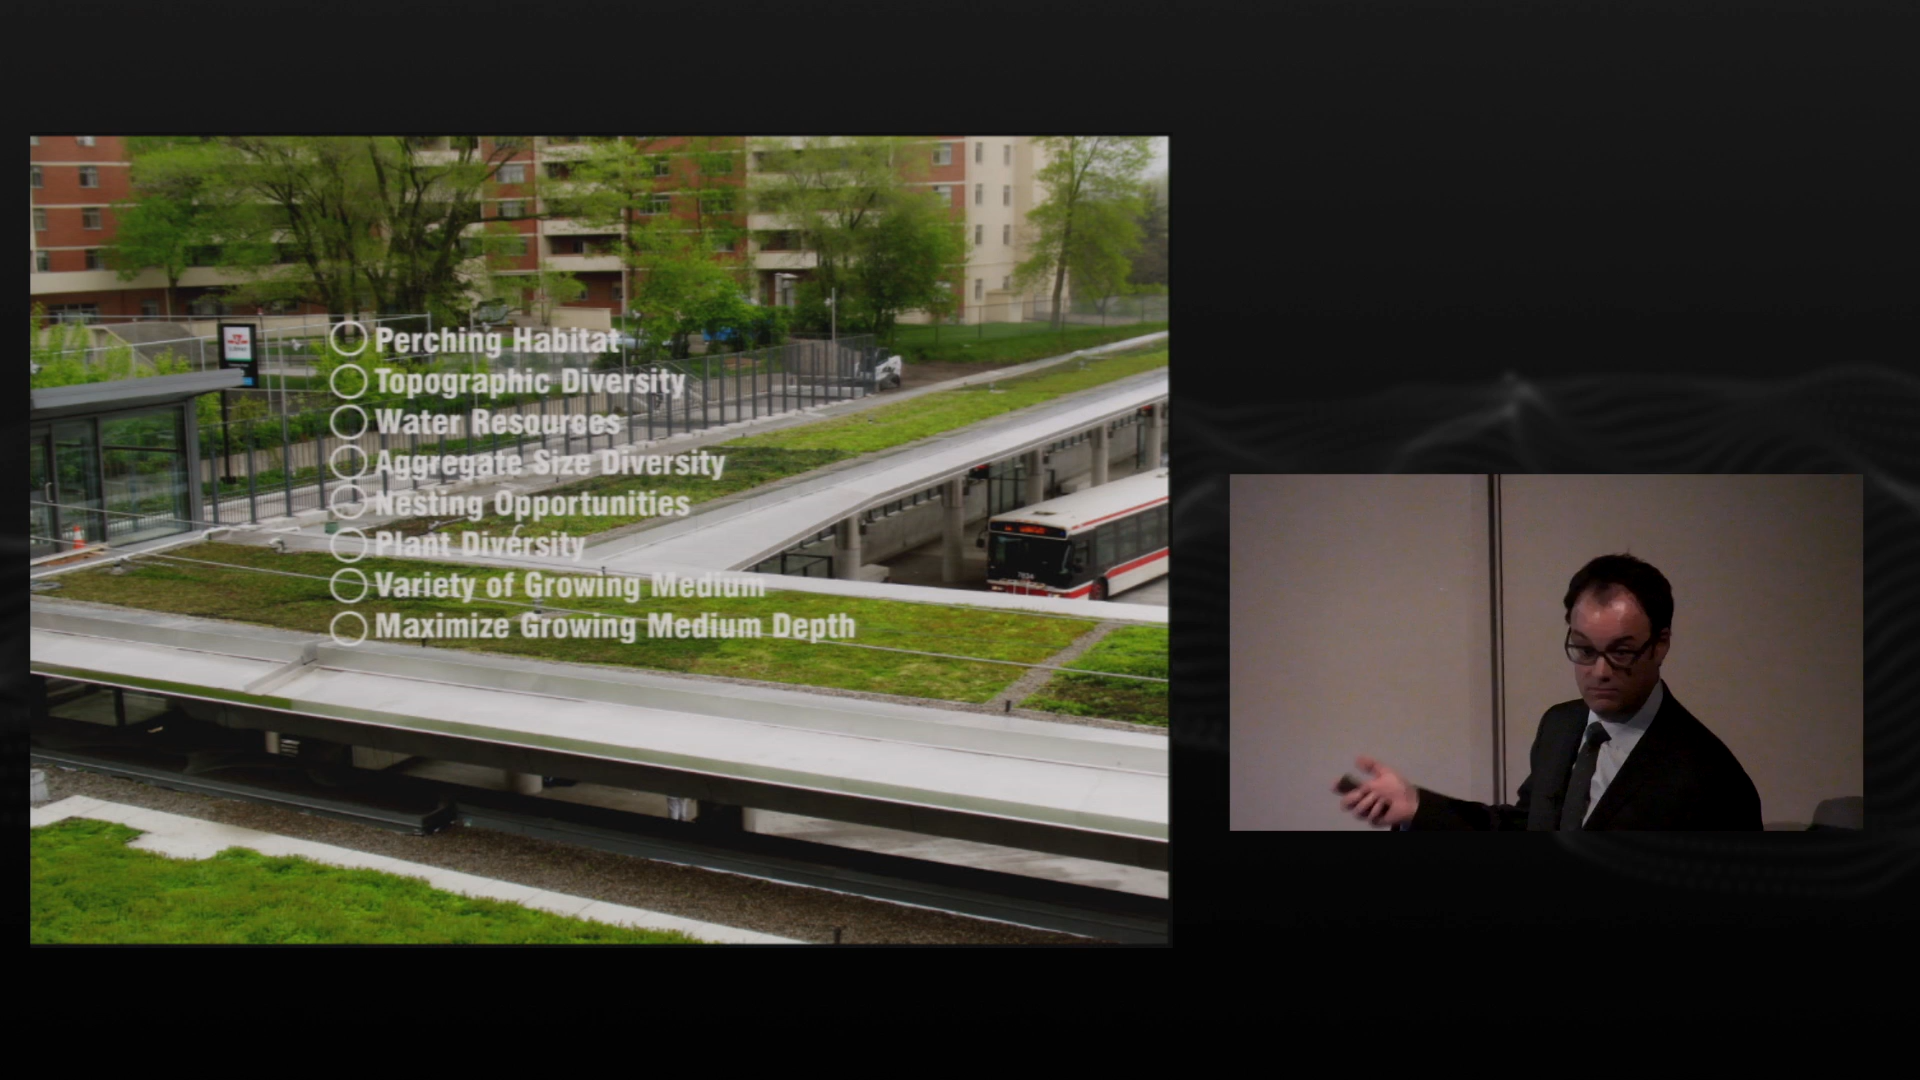 Perching Habitat
Topographic Diversity
Water Resources
Aggregate Size Diversity
Nesting Opportunities
Plant Diversity
Variety of Growing Medium
Maximize Growing Medium Depth